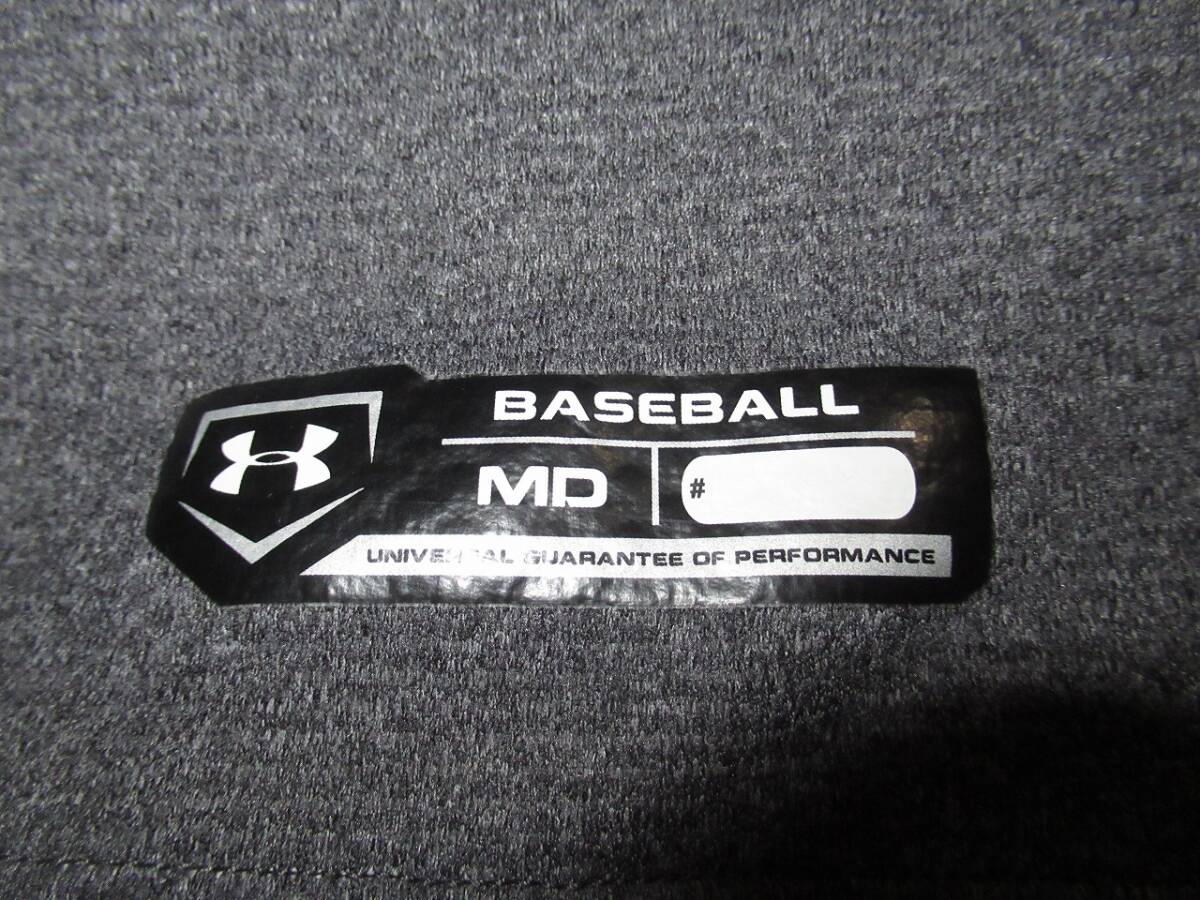 BASEBALL
MD
#
UNIVERSAL GUARANTEE OF PERFORMANCE